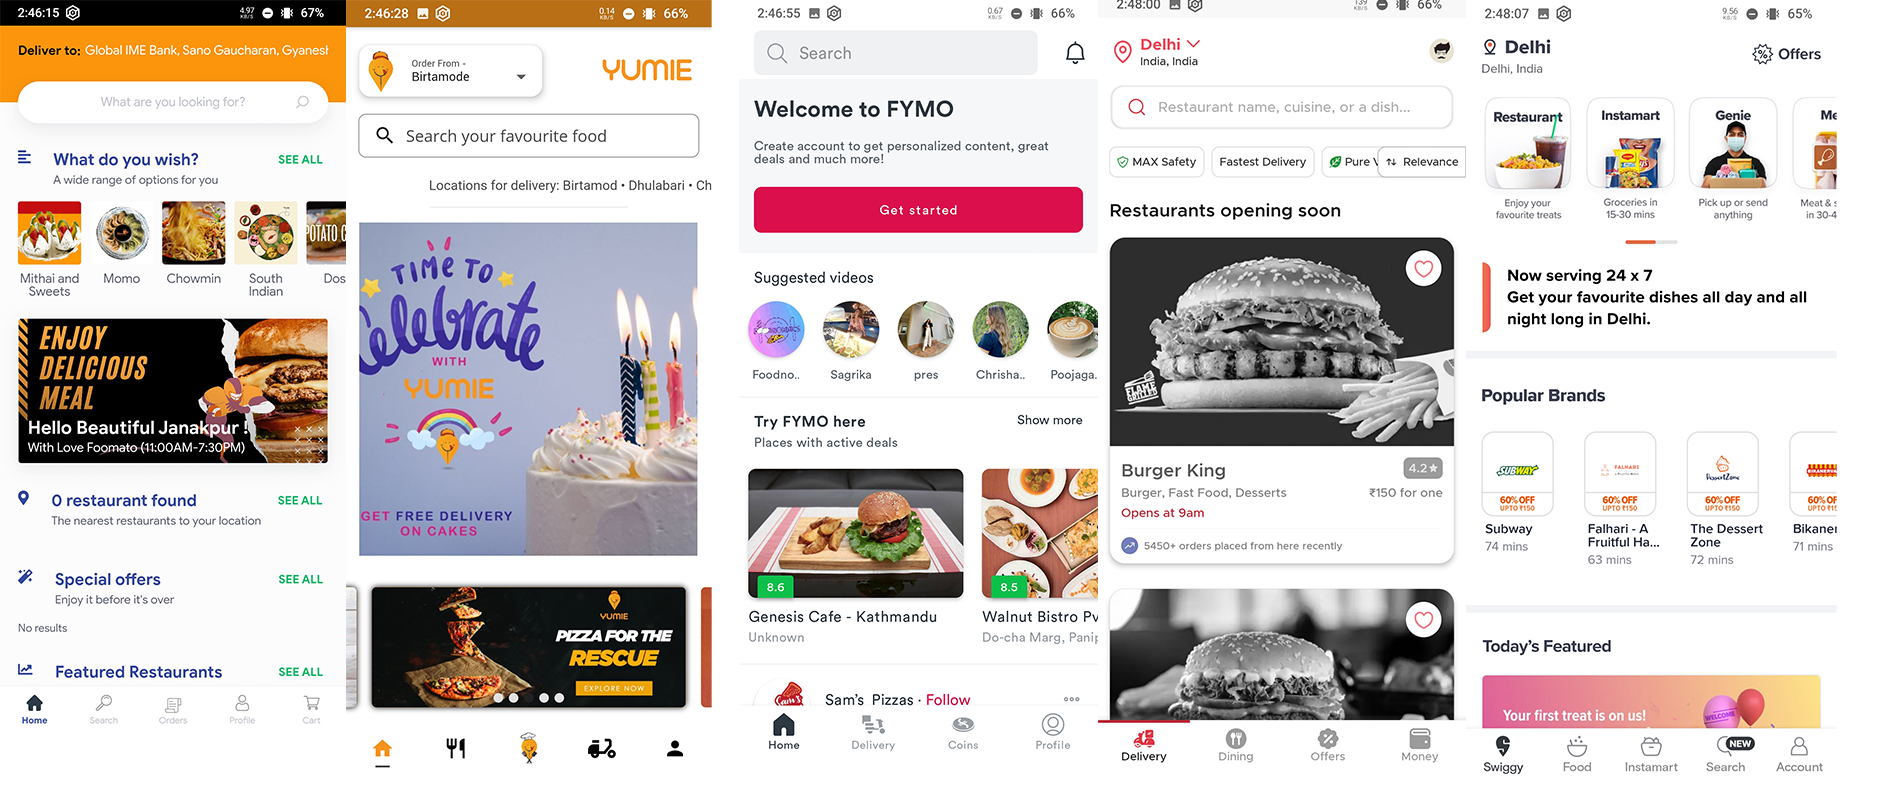 2:46:15
4.97
KB/S
67%
Deliver to: Global IME Bank, Sano Gaucharan, Gyanesh
What are you looking for?
What do you wish?
SEE ALL
A wide range of options for you
POTATO C
Mithai and
Sweets
Momo
Chowmin
South
Indian
Dos
ENJOY
DELICIOUS
MEAL
Hello Beautiful Janakpur !
With Love Foomato (11:00AM-7:30PM)
0 restaurant found
SEE ALL
The nearest restaurants to your location
Special offers
SEE ALL
Enjoy it before it's over
No results
Featured Restaurants
SEE ALL
Home
Search
Orders
Profile
Cart
2:46:28
0.14
KB/S
66%
Order From -
Birtamode
YUMIE
Search your favourite food
Locations for delivery: Birtamod • Dhulabari • Ch
TIME TO
Celebrate
WITH
YUMIE
GET FREE DELIVERY
ON CAKES
YUMIE
PIZZA FOR THE
RESCUE
EXPLORE NOW
2:46:55
0.67
KB/S
66%
Search
Welcome to FYMO
Create account to get personalized content, great
deals and much more!
Get started
Suggested videos
Foodno..
Sagrika
pres
Chrisha..
Poojaga.
Try FYMO here
Show more
Places with active deals
8.6
8.5
Genesis Cafe - Kathmandu
Unknown
Walnut Bistro Pv
Do-cha Marg, Panip
Sam's Pizzas · Follow
Home
Delivery
Coins
Profile
2:48:00
139
KB/S
66%
Delhi
India, India
Restaurant name, cuisine, or a dish...
MAX Safety
Fastest Delivery
Pure V
Relevance
Restaurants opening soon
FLAME
GRILLED
Burger King
4.2★
Burger, Fast Food, Desserts
₹150 for one
Opens at 9am
5450+ orders placed from here recently
Delivery
Dining
Offers
Money
2:48:07
9.56
KB/S
65%
Delhi
Delhi, India
Offers
Restaurant
Instamart
Genie
Me
Enjoy your
favourite treats
Groceries in
15-30 mins
Pick up or send
anything
Meat & s
in 30-4
Now serving 24 x 7
Get your favourite dishes all day and all
night long in Delhi.
Popular Brands
SUBWAY
FALHARI
DessertZone
BIKANERVA
60% OFF
UPTO ₹150
60% OFF
UPTO ₹150
60% OFF
UPTO ₹150
60% O
UPTO ₹1
Subway
74 mins
Falhari - A
Fruitful Ha...
63 mins
The Dessert
Zone
72 mins
Bikaner
71 mins
Today's Featured
Your first treat is on us!
WELCOME
Swiggy
Food
Instamart
NEW
Search
Account